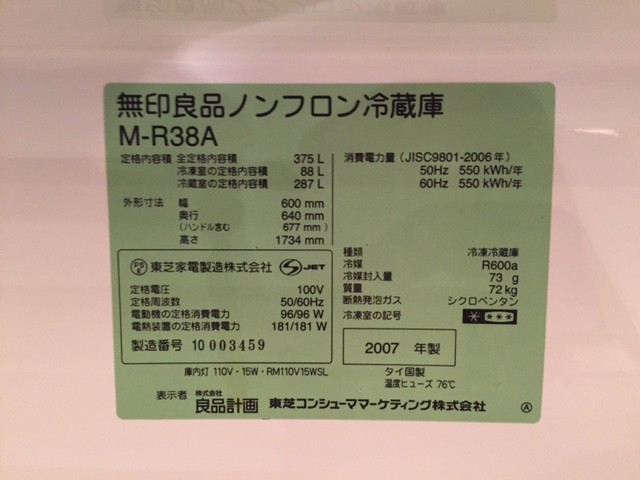 無印良品ノンフロン冷蔵庫
M-R38A
定格内容積 全定格内容積 375 L
冷凍室の定格内容積 88 L
冷蔵室の定格内容積 287 L
外形寸法 幅 600 mm
奥行 640 mm
(ハンドル含む 677 mm)
高さ 1734 mm
消費電力量 (JISC9801-2006年)
50Hz 550 kWh/年
60Hz 550 kWh/年
PS E 東芝家電製造株式会社 JET
定格電圧 100V
定格周波数 50/60Hz
電動機の定格消費電力 96/96 W
電熱装置の定格消費電力 181/181 W
製造番号 10 003459
種類 冷凍冷蔵庫
冷媒 R600a
冷媒封入量 73 g
質量 72 kg
断熱発泡ガス シクロペンタン
冷凍室の記号 * ***
2007 年製
庫内灯 110V・15W・RM110V15WSL
タイ国製
温度ヒューズ 76℃
表示者 株式会社 良品計画 東芝コンシューママーケティング株式会社 Ⓐ